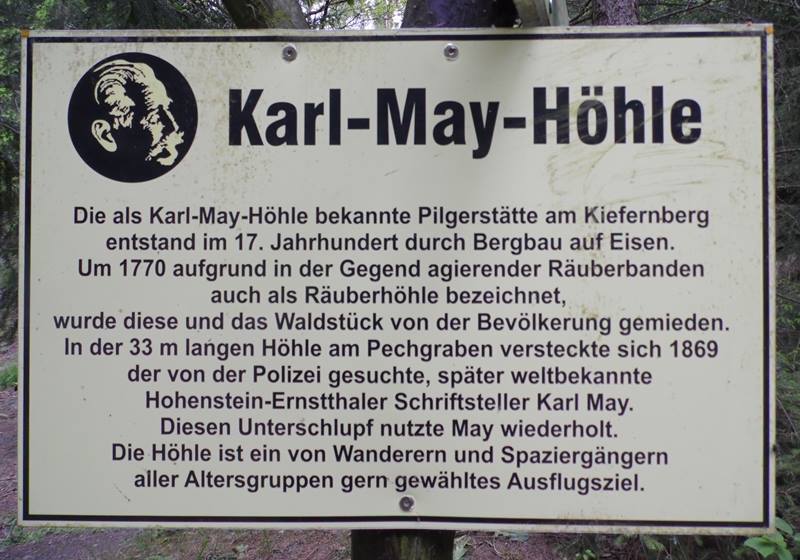 Karl-May-Höhle
Die als Karl-May-Höhle bekannte Pilgerstätte am Kiefernberg
entstand im 17. Jahrhundert durch Bergbau auf Eisen.
Um 1770 aufgrund in der Gegend agierender Räuberbanden
auch als Räuberhöhle bezeichnet,
wurde diese und das Waldstück von der Bevölkerung gemieden.
In der 33 m langen Höhle am Pechgraben versteckte sich 1869
der von der Polizei gesuchte, später weltbekannte
Hohenstein-Ernstthaler Schriftsteller Karl May.
Diesen Unterschlupf nutzte May wiederholt.
Die Höhle ist ein von Wanderern und Spaziergängern
aller Altersgruppen gern gewähltes Ausflugsziel.